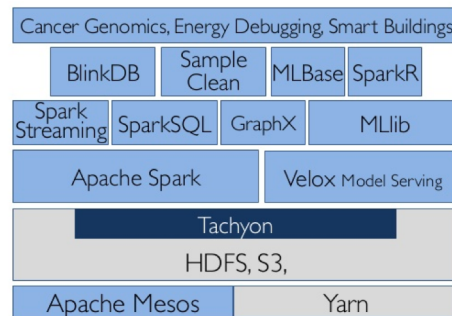 Cancer Genomics, Energy Debugging, Smart Buildings
BlinkDB
Sample
Clean
MLBase
SparkR
Spark
Streaming
SparkSQL
GraphX
MLlib
Apache Spark
Velox Model Serving
Tachyon
HDFS, S3,
Apache Mesos
Yarn